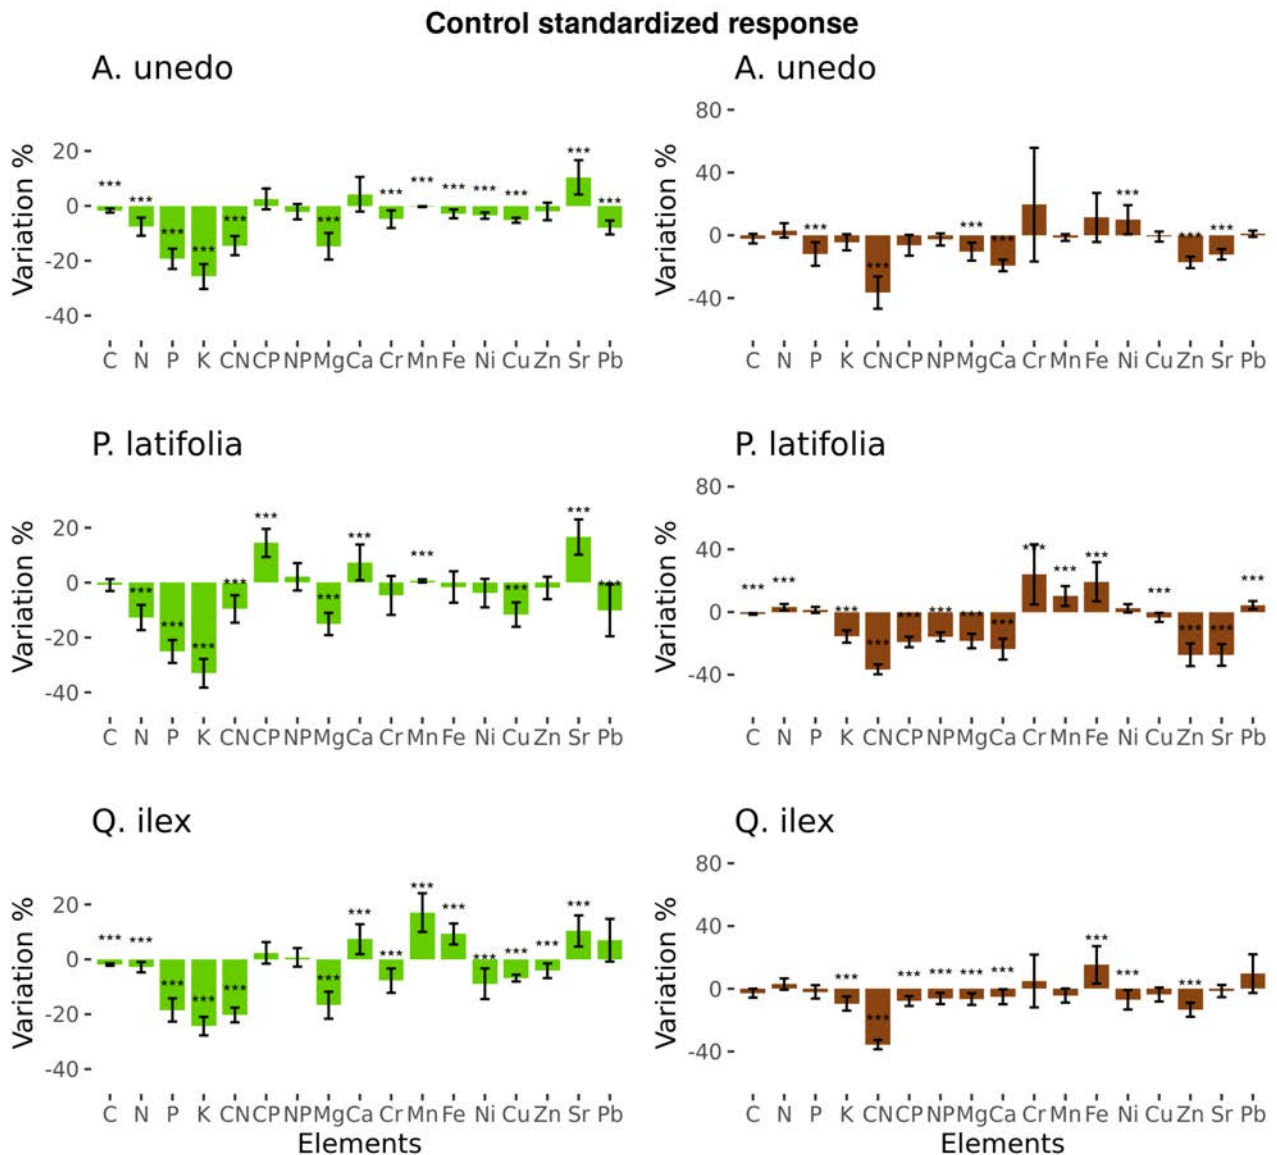 Control standardized response
A. unedo
Variation %
20
0
-20
-40
*** *** *** *** *** *** *** *** *** *** *** *** ***
C N P K CN CP NP Mg Ca Cr Mn Fe Ni Cu Zn Sr Pb
A. unedo
Variation %
80
40
0
-40
*** *** *** *** *** *** ***
C N P K CN CP NP Mg Ca Cr Mn Fe Ni Cu Zn Sr Pb
P. latifolia
Variation %
20
0
-20
-40
*** *** *** *** *** *** *** *** *** *** ***
C N P K CN CP NP Mg Ca Cr Mn Fe Ni Cu Zn Sr Pb
P. latifolia
Variation %
80
40
0
-40
*** *** *** *** *** *** *** *** *** *** *** *** *** *** ***
C N P K CN CP NP Mg Ca Cr Mn Fe Ni Cu Zn Sr Pb
Q. ilex
Variation %
20
0
-20
-40
*** *** *** *** *** *** *** *** *** *** *** *** *** ***
C N P K CN CP NP Mg Ca Cr Mn Fe Ni Cu Zn Sr Pb
Elements
Q. ilex
Variation %
80
40
0
-40
*** *** *** *** *** *** *** *** ***
C N P K CN CP NP Mg Ca Cr Mn Fe Ni Cu Zn Sr Pb
Elements